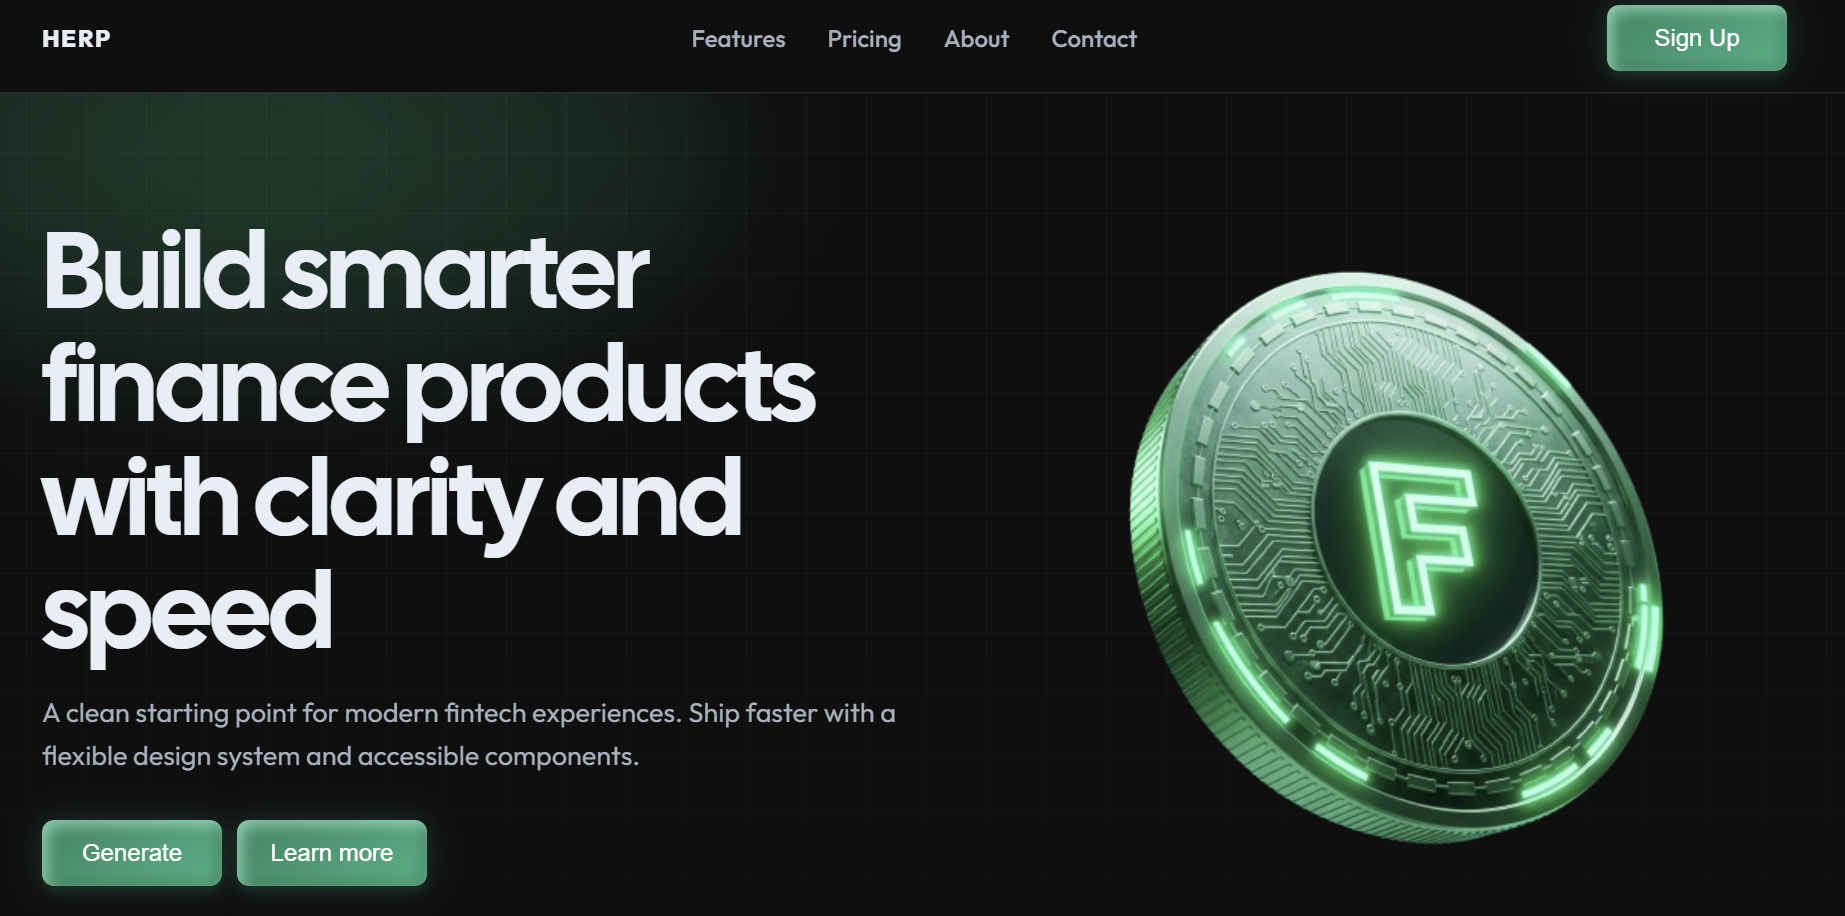 HERP
Features Pricing About Contact
Sign Up
Build smarter
finance products
with clarity and
speed
A clean starting point for modern fintech experiences. Ship faster with a
flexible design system and accessible components.
Generate Learn more
F